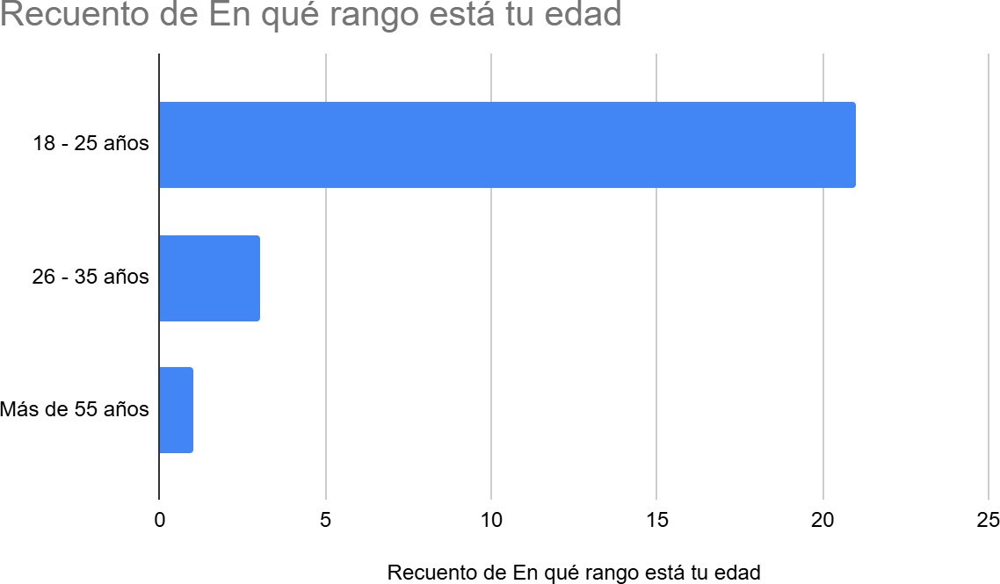 Recuento de En qué rango está tu edad
18 - 25 años
26 - 35 años
Más de 55 años
0 5 10 15 20 25
Recuento de En qué rango está tu edad